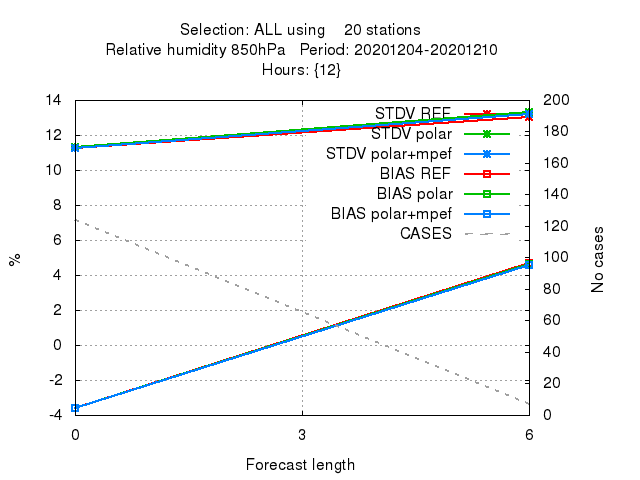 Selection: ALL using    20 stations
Relative humidity 850hPa   Period: 20201204-20201210
Hours: {12}
14
12
10
8
6
4
2
0
-2
-4
%
200
180
160
140
120
100
80
60
40
20
0
No cases
STDV REF
STDV polar
STDV polar+mpef
BIAS REF
BIAS polar
BIAS polar+mpef
CASES
0 3 6
Forecast length